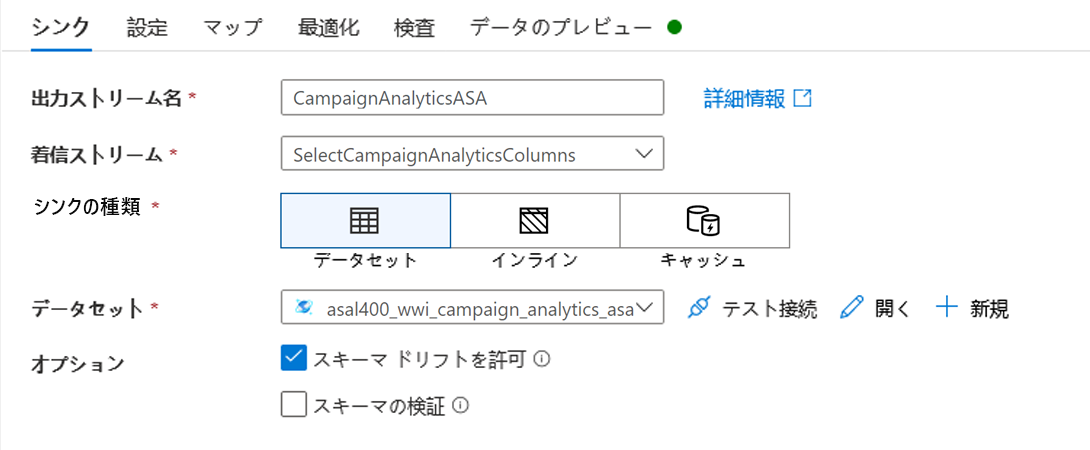 シンク 設定 マップ 最適化 検査 データのプレビュー
出力ストリーム名 * CampaignAnalyticsASA 詳細情報
着信ストリーム * SelectCampaignAnalyticsColumns
シンクの種類 *
データセット インライン キャッシュ
データセット * asal400_wwi_campaign_analytics_asa テスト接続 開く 新規
オプション スキーマ ドリフトを許可
スキーマの検証